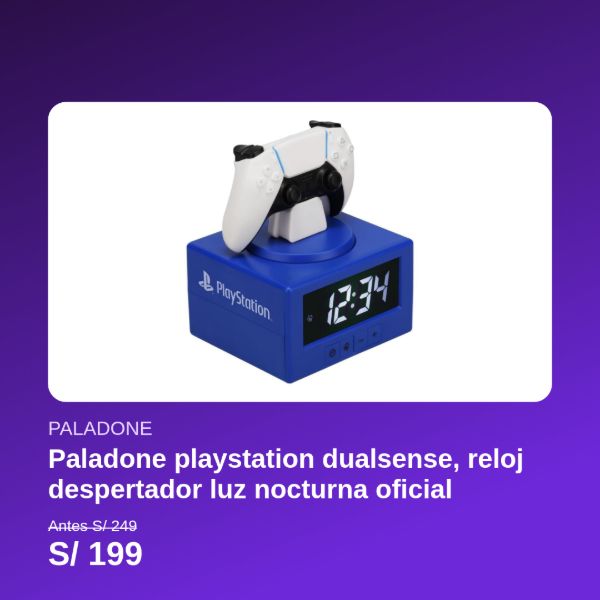 PlayStation
12:34
PALADONE
Paladone playstation dualsense, reloj
despertador luz nocturna oficial
Antes S/ 249
S/ 199